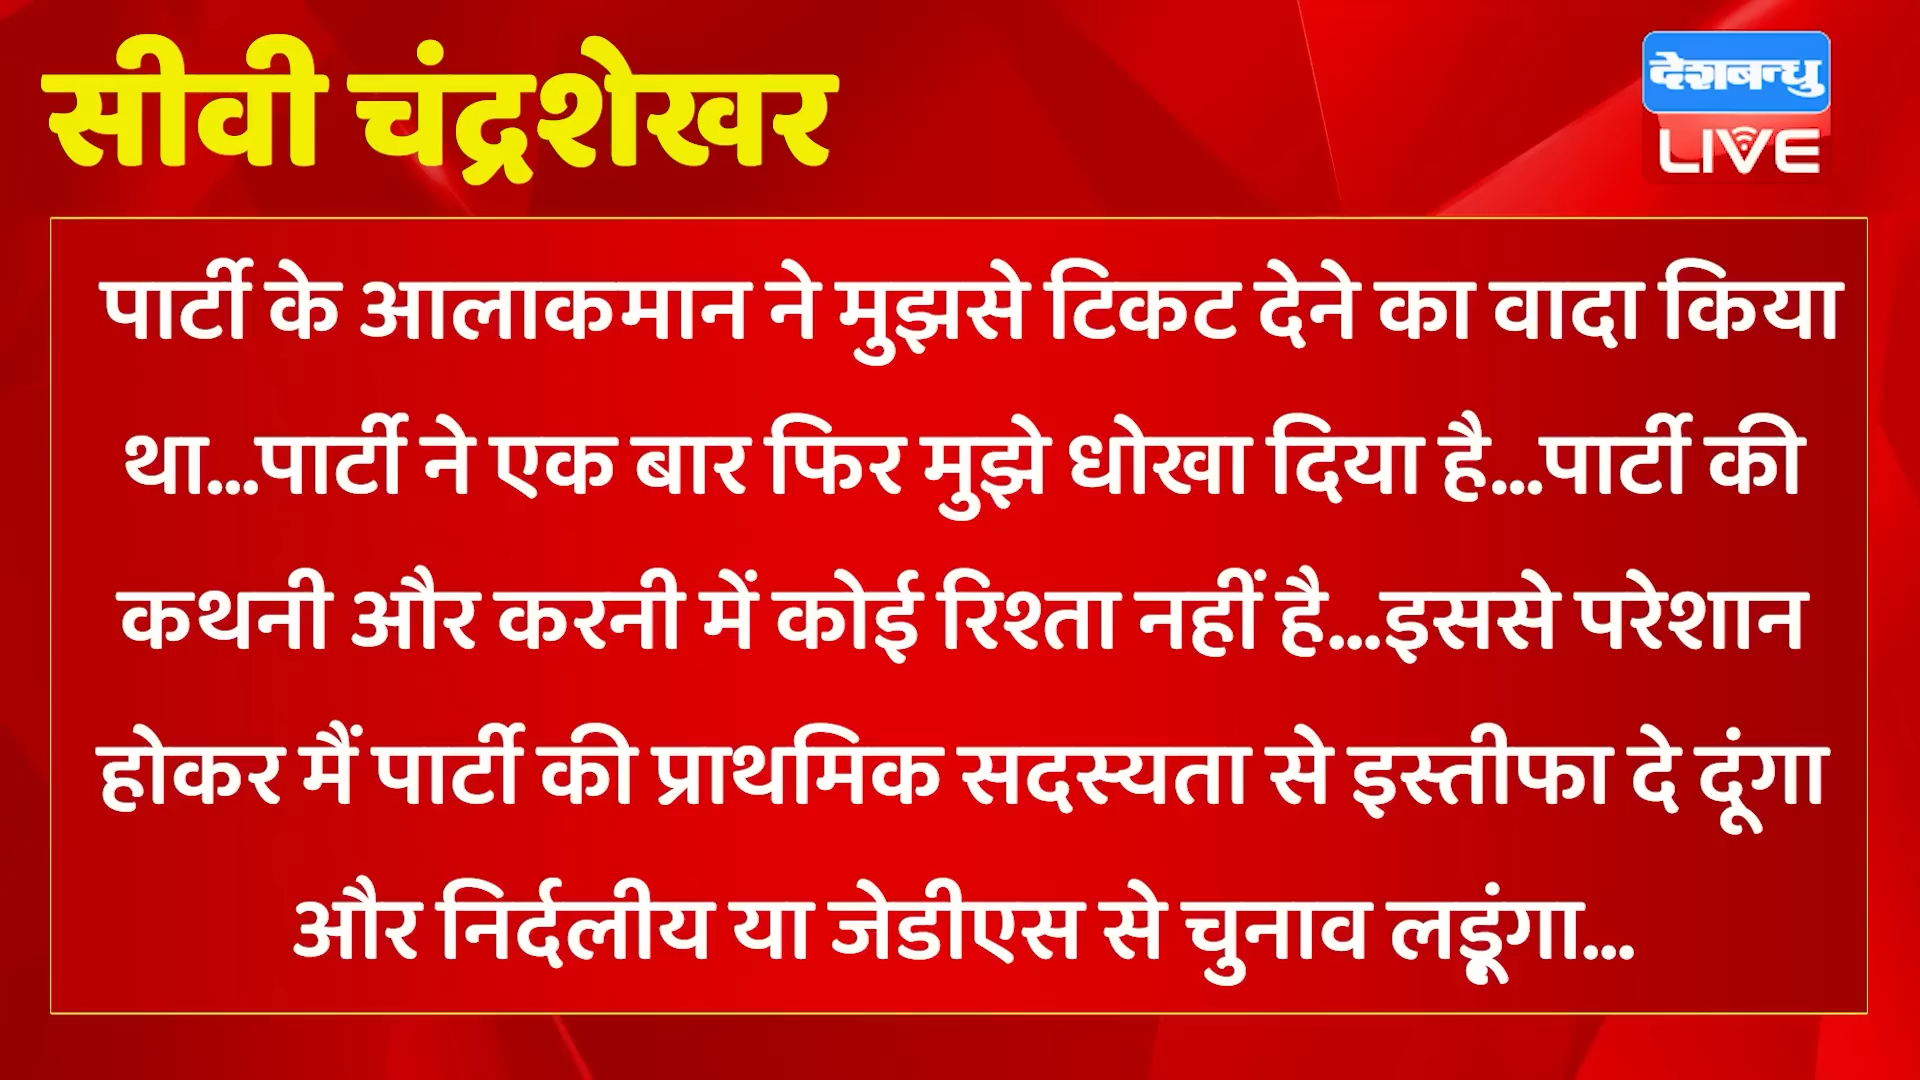 सीवी चंद्रशेखर
देशबन्धु
LIVE
पार्टी के आलाकमान ने मुझसे टिकट देने का वादा किया
था...पार्टी ने एक बार फिर मुझे धोखा दिया है...पार्टी की
कथनी और करनी में कोई रिश्ता नहीं है...इससे परेशान
होकर मैं पार्टी की प्राथमिक सदस्यता से इस्तीफा दे दूंगा
और निर्दलीय या जेडीएस से चुनाव लडूंगा...